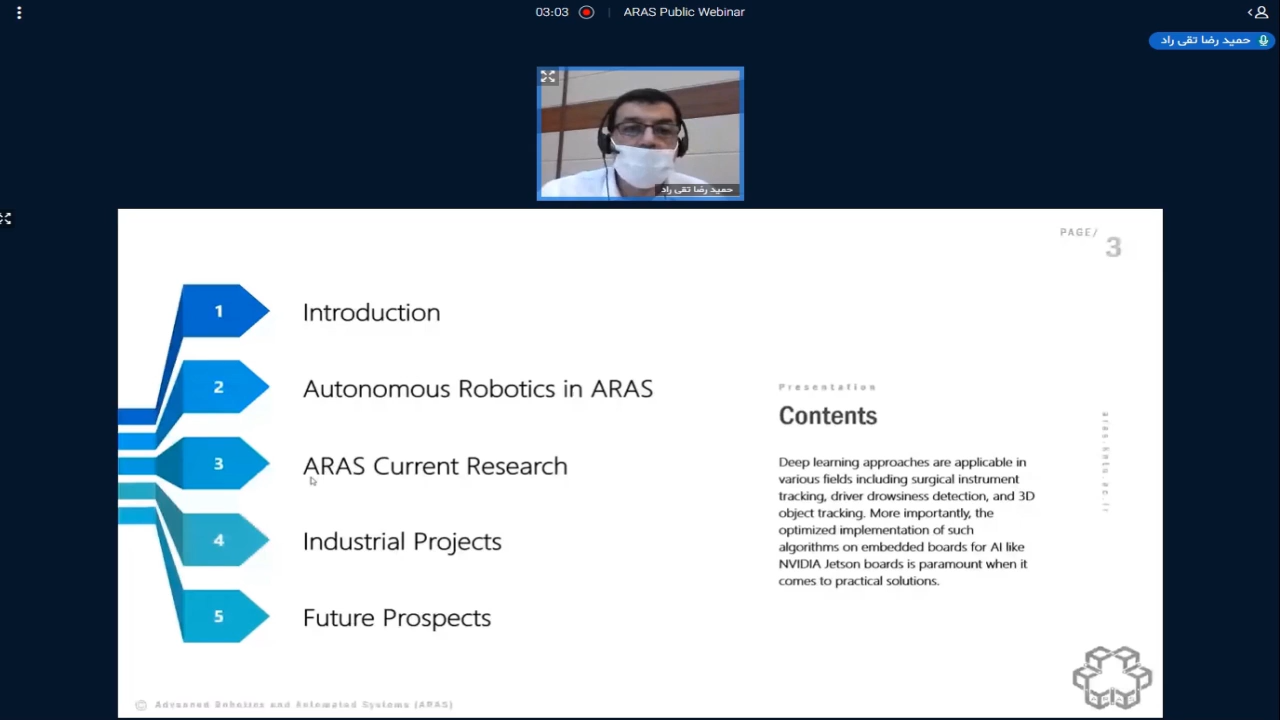 03:03
ARAS Public Webinar
حمید رضا تقی راد
حمید رضا تقی راد
PAGE/
3
1
Introduction
2
Autonomous Robotics in ARAS
3
ARAS Current Research
4
Industrial Projects
5
Future Prospects
Presentation
Contents
Deep learning approaches are applicable in
various fields including surgical instrument
tracking, driver drowsiness detection, and 3D
object tracking. More importantly, the
optimized implementation of such
algorithms on embedded boards for AI like
NVIDIA Jetson boards is paramount when it
comes to practical solutions.
aras.kntu.ac.ir
Advanced Robotics and Automated Systems (ARAS)